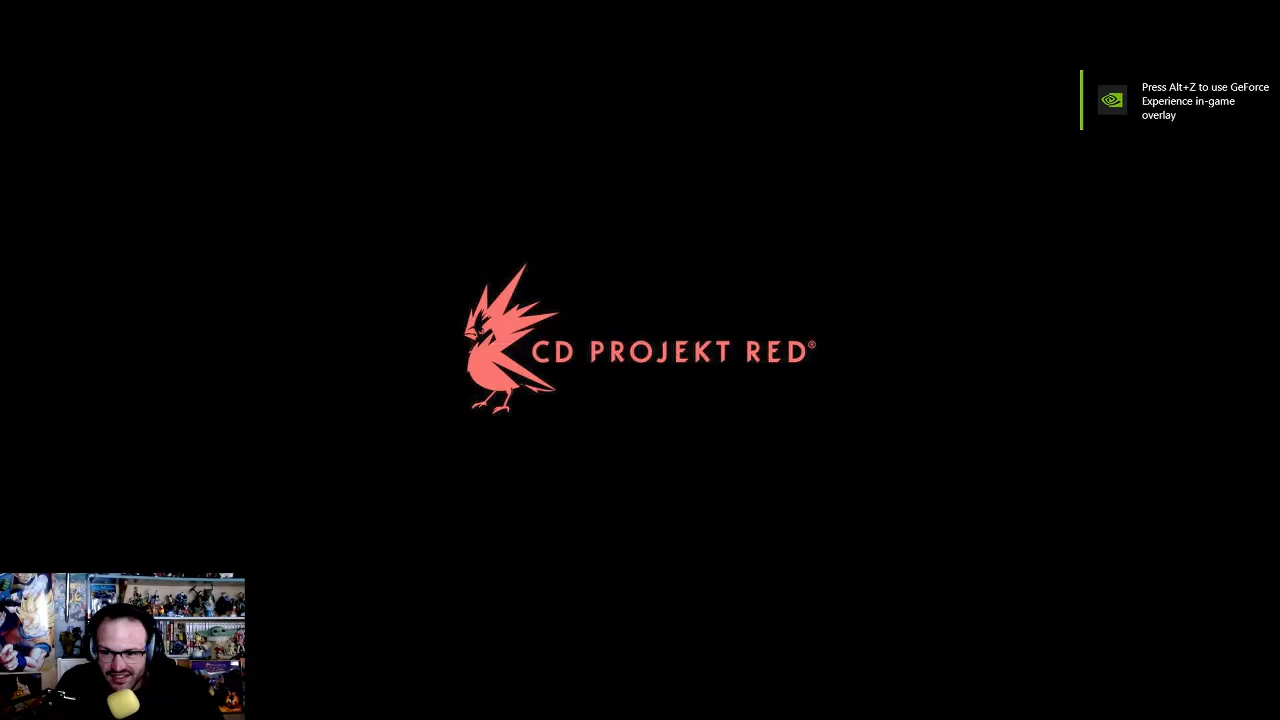 Press Alt+Z to use GeForce
Experience in-game
overlay
CD PROJEKT RED®